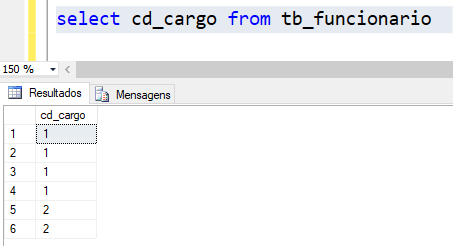 select cd_cargo from tb_funcionario
150 %
Resultados Mensagens
cd_cargo
1 1
2 1
3 1
4 1
5 2
6 2